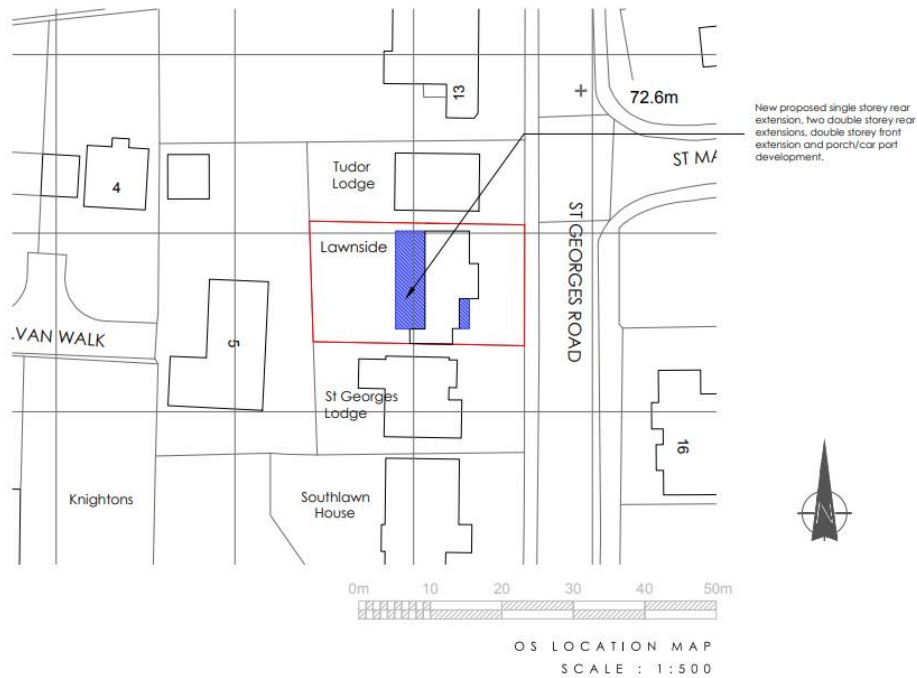 13
72.6m
New proposed single storey rear
extension, two double storey rear
extensions, double storey front
extension and porch/car port
development.
ST MA
4
Tudor
Lodge
ST GEORGES ROAD
Lawnside
.VAN WALK
5
St Georges
Lodge
16
Knightons
Southlawn
House
N
0m 10 20 30 40 50m
OS LOCATION MAP
SCALE : 1:500